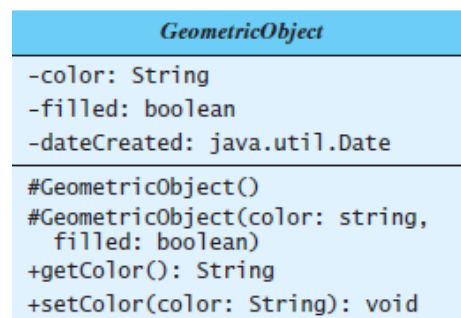 GeometricObject
-color: String
-filled: boolean
-dateCreated: java.util.Date
#GeometricObject()
#GeometricObject(color: string,
filled: boolean)
+getColor(): String
+setColor(color: String): void